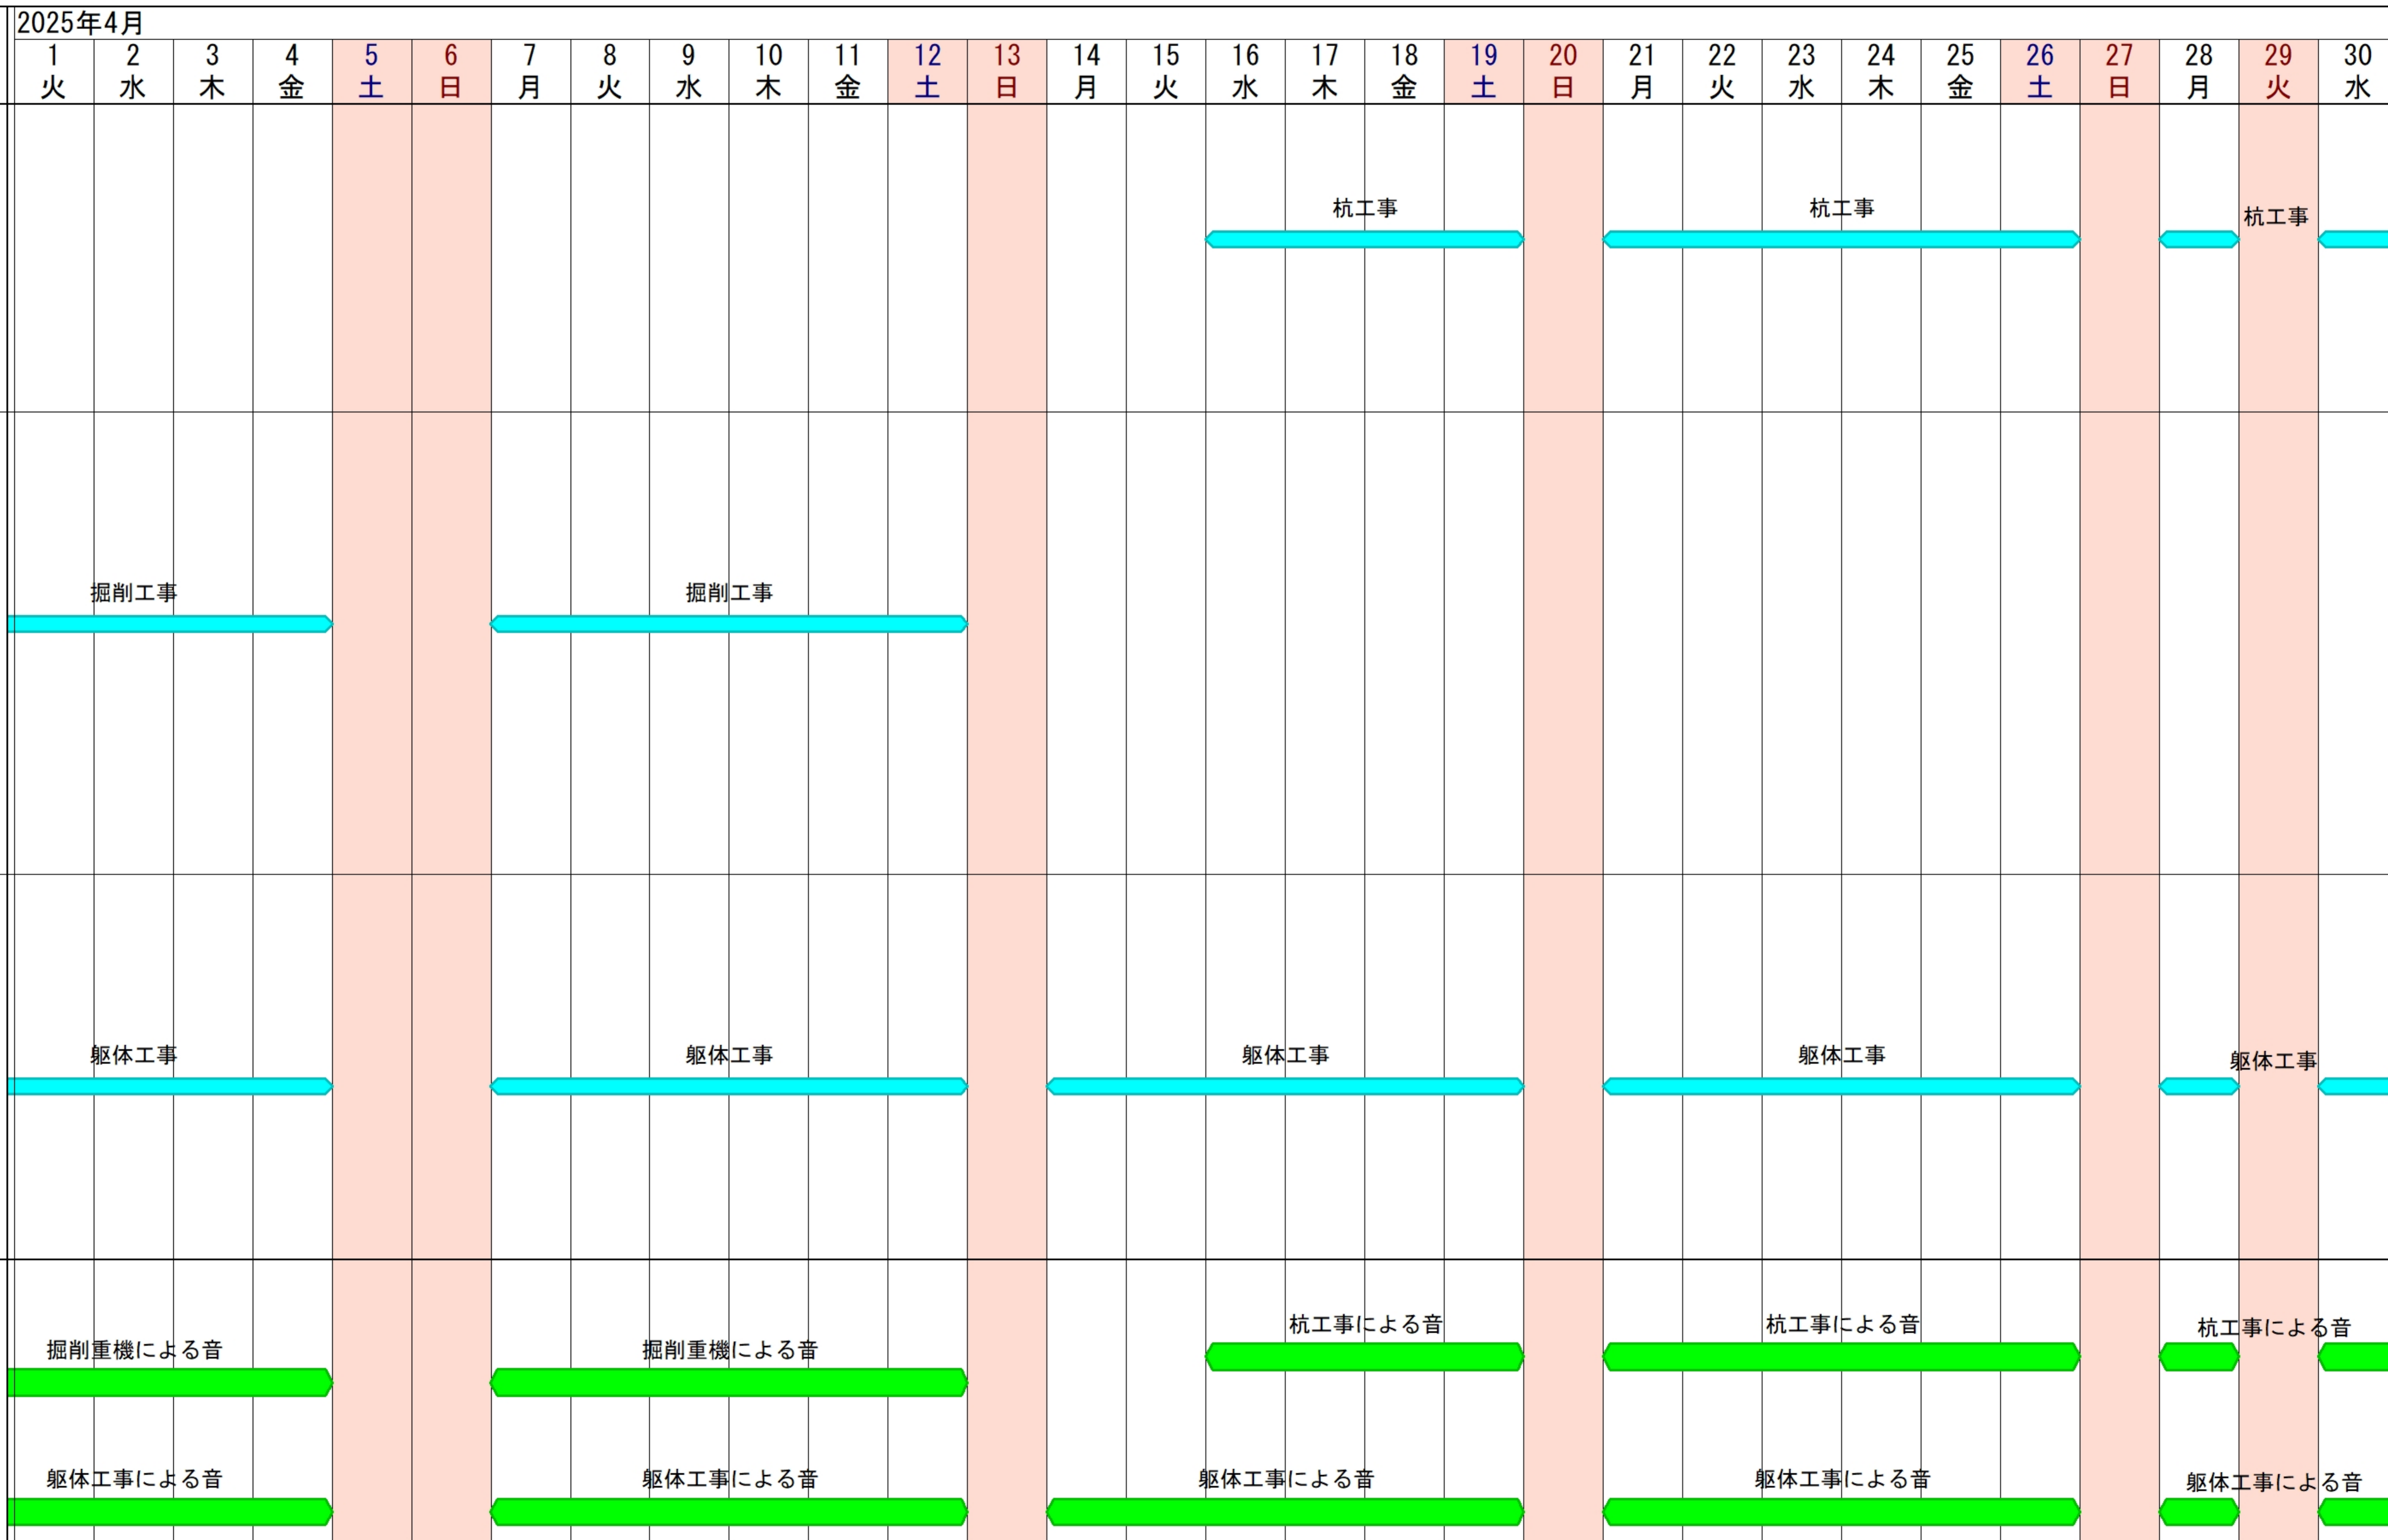 2025年4月
1 2 3 4 5 6 7 8 9 10 11 12 13 14 15 16 17 18 19 20 21 22 23 24 25 26 27 28 29 30
火 水 木 金 土 日 月 火 水 木 金 土 日 月 火 水 木 金 土 日 月 火 水 木 金 土 日 月 火 水
杭工事 杭工事 杭工事
掘削工事 掘削工事
躯体工事 躯体工事 躯体工事 躯体工事 躯体工事
杭工事による音 杭工事による音 杭工事による音
掘削重機による音 掘削重機による音
躯体工事による音 躯体工事による音 躯体工事による音 躯体工事による音 躯体工事による音